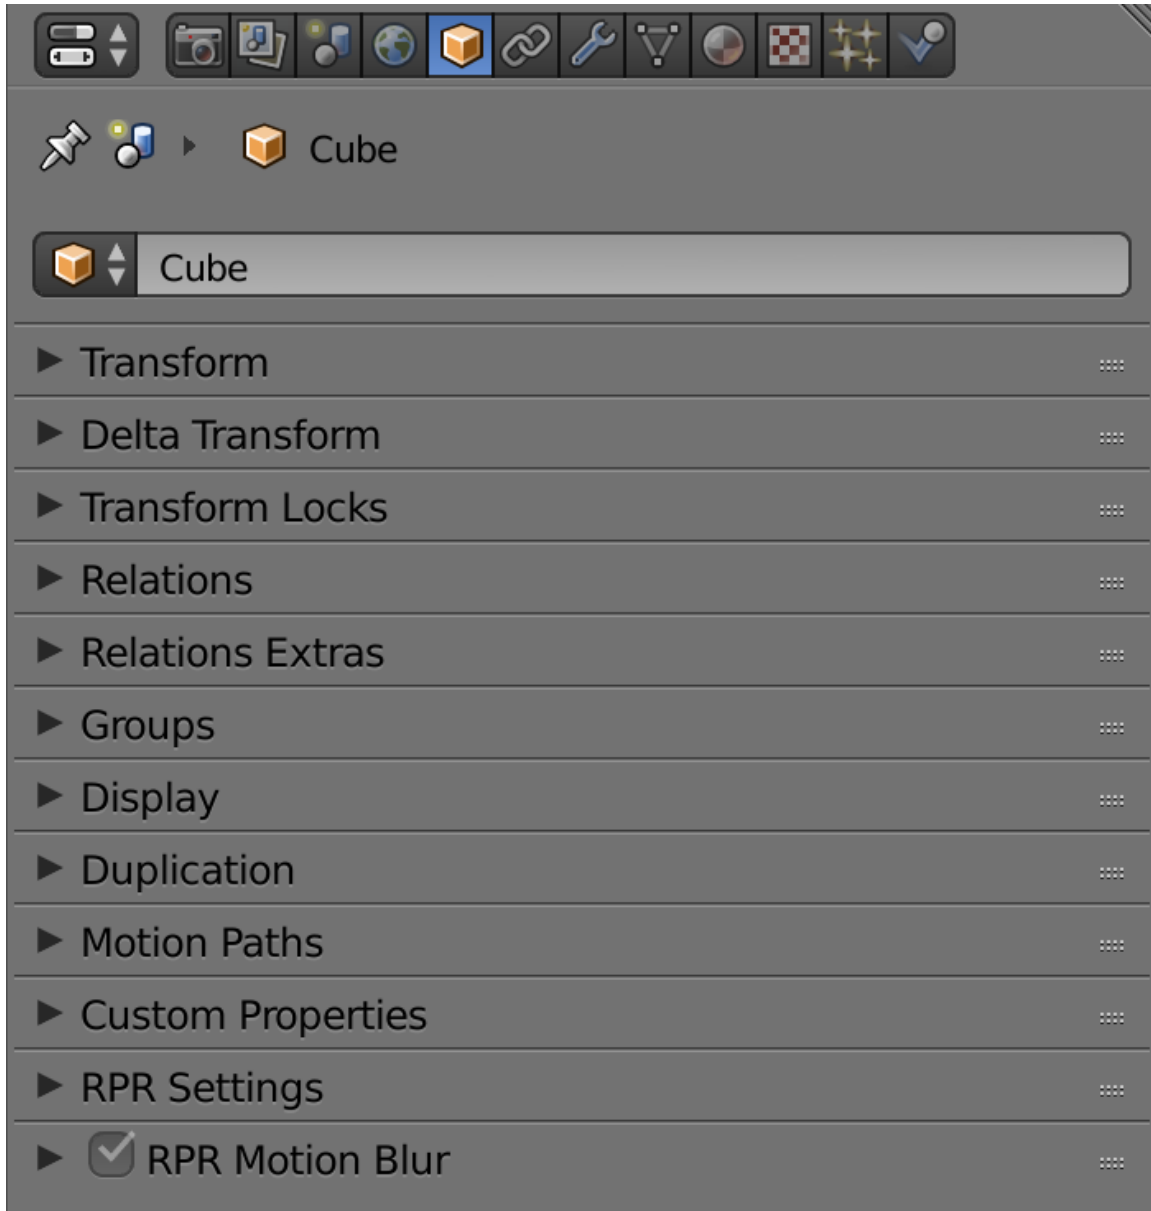 Cube
Cube
Transform
Delta Transform
Transform Locks
Relations
Relations Extras
Groups
Display
Duplication
Motion Paths
Custom Properties
RPR Settings
RPR Motion Blur